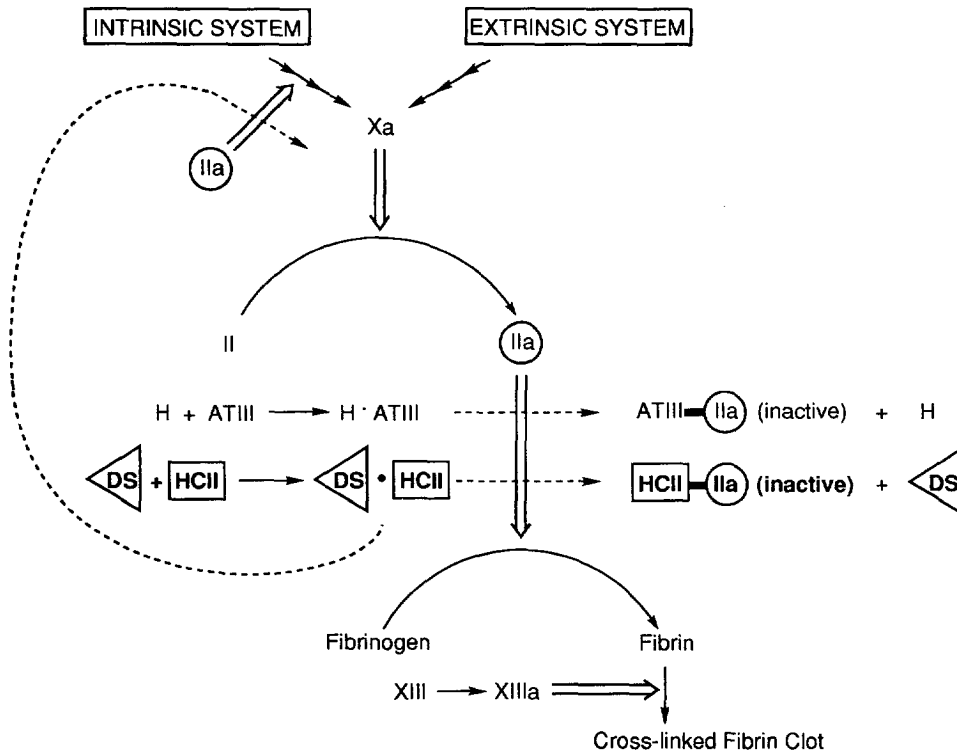 INTRINSIC SYSTEM EXTRINSIC SYSTEM
Xa
IIa
II
IIa
H + ATIII H · ATIII ATIII IIa (inactive) + H
DS + HCII DS • HCII HCII IIa (inactive) + DS
Fibrinogen Fibrin
XIII XIIIa
Cross-linked Fibrin Clot